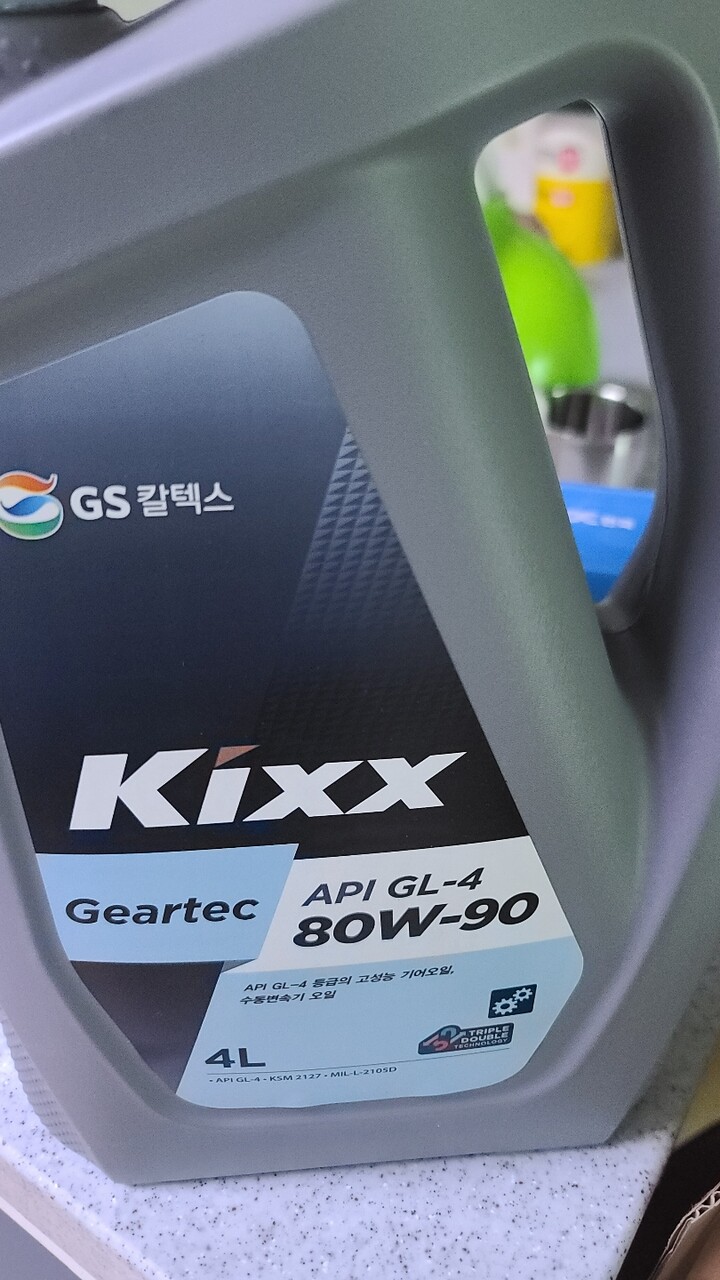 GS 칼텍스
Kixx
Geartec
API GL-4
80W-90
API GL-4 등급의 고성능 기어오일,
수동변속기 오일
TRIPLE
DOUBLE
TECHNOLOGY
4L
• API GL-4 • KSM 2127 • MIL-L-2105D